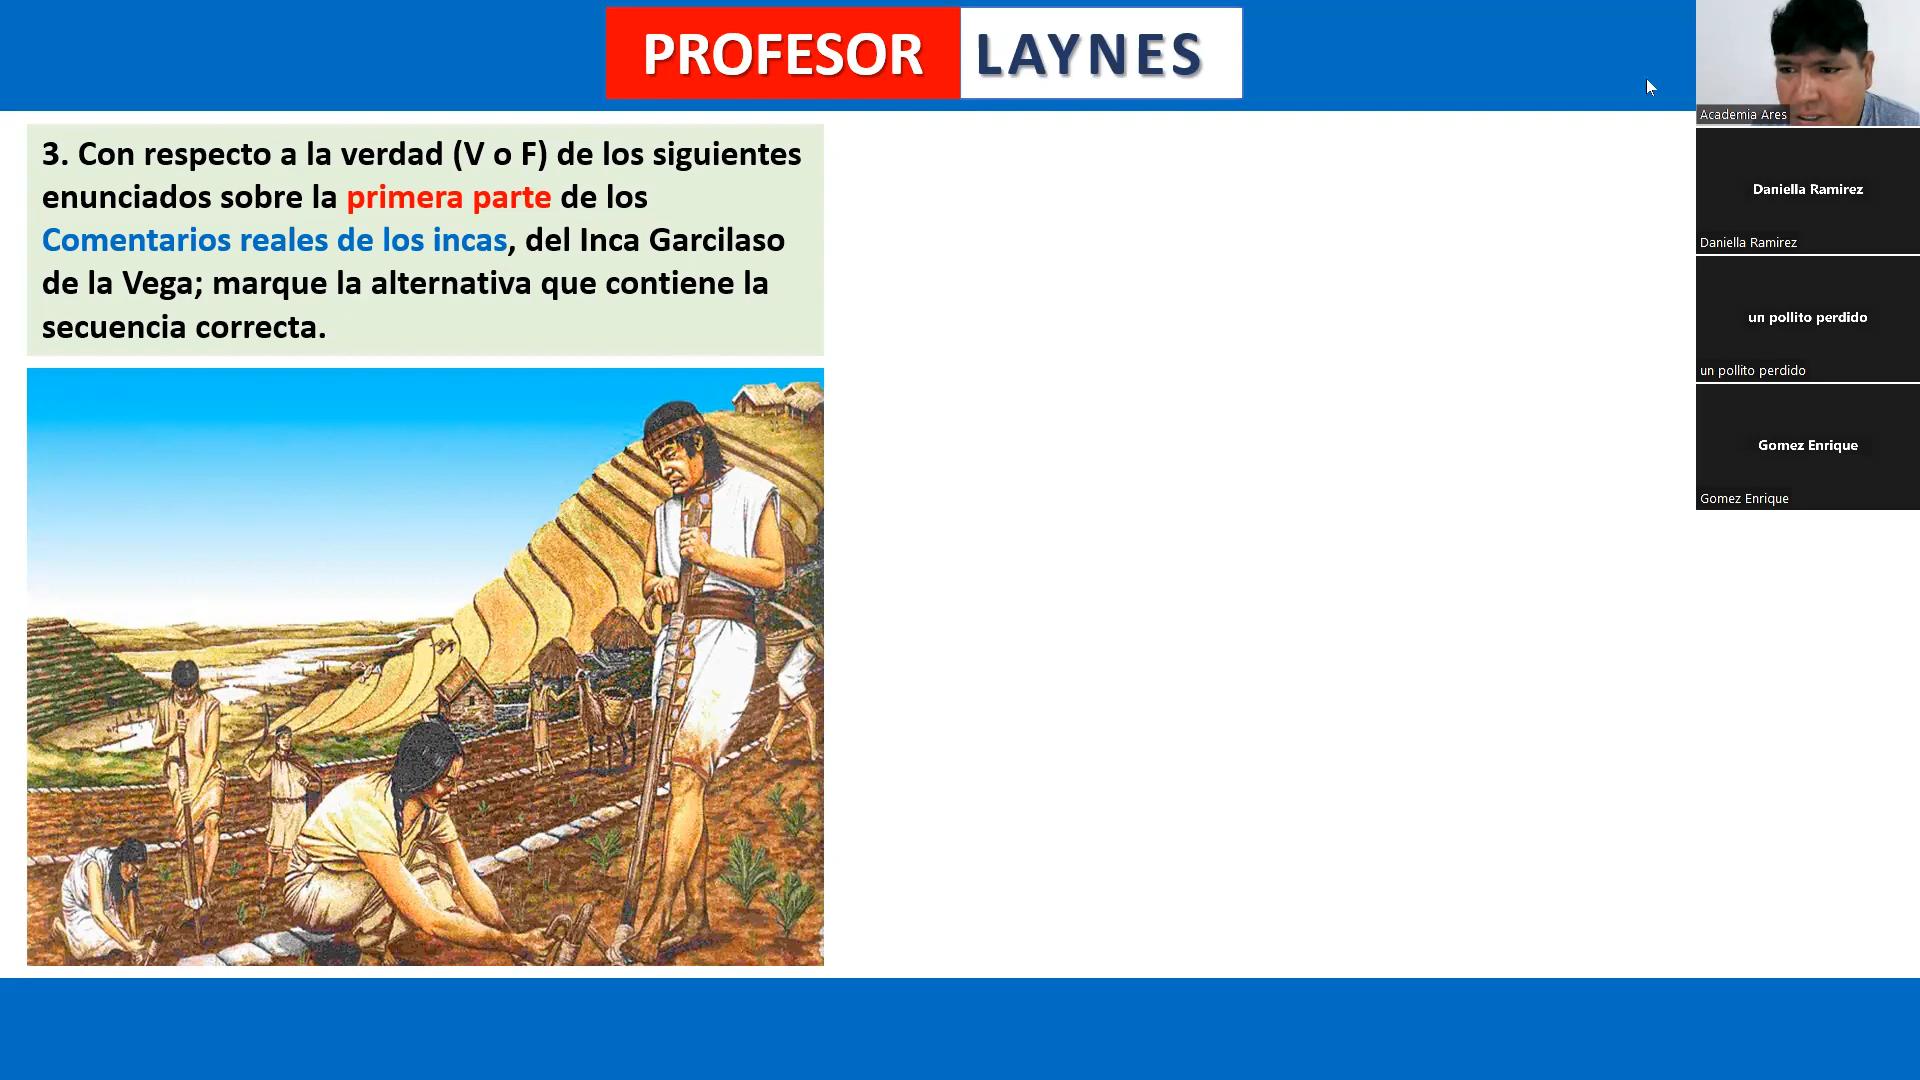 PROFESOR LAYNES
3. Con respecto a la verdad (V o F) de los siguientes
enunciados sobre la primera parte de los
Comentarios reales de los incas, del Inca Garcilaso
de la Vega; marque la alternativa que contiene la
secuencia correcta.
Academia Ares
Daniella Ramirez
Daniella Ramirez
un pollito perdido
un pollito perdido
Gomez Enrique
Gomez Enrique